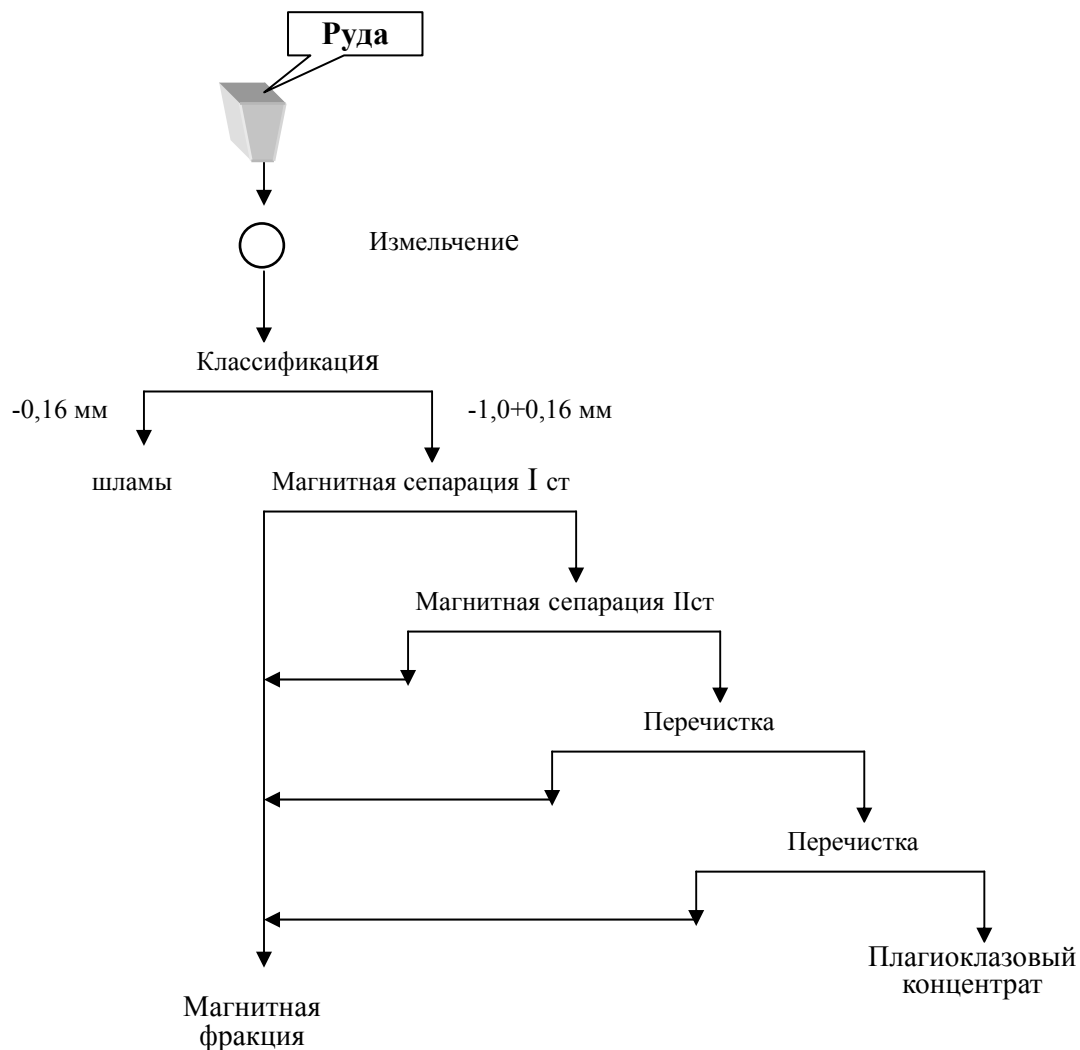 Руда
Измельчение
Классификация
-0,16 мм
-1,0+0,16 мм
шламы
Магнитная сепарация I ст
Магнитная сепарация IIст
Перечистка
Перечистка
Плагиоклазовый
концентрат
Магнитная
фракция